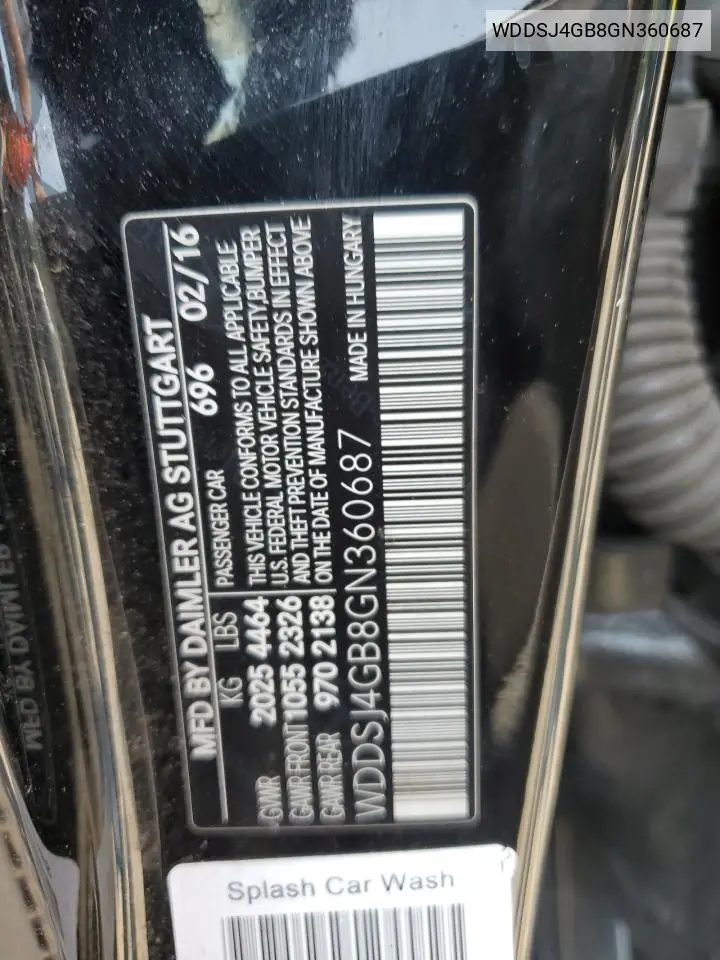 WDDSJ4GB8GN360687
MFD BY DAIMLER AG STUTTGART
696 02/16
KG LBS PASSENGER CAR
GVWR 2025 4464
GAWR FRONT 1055 2326
GAWR REAR 970 2138
THIS VEHICLE CONFORMS TO ALL APPLICABLE
U.S. FEDERAL MOTOR VEHICLE SAFETY, BUMPER
AND THEFT PREVENTION STANDARDS IN EFFECT
ON THE DATE OF MANUFACTURE SHOWN ABOVE
WDDSJ4GB8GN360687 MADE IN HUNGARY
Splash Car Wash